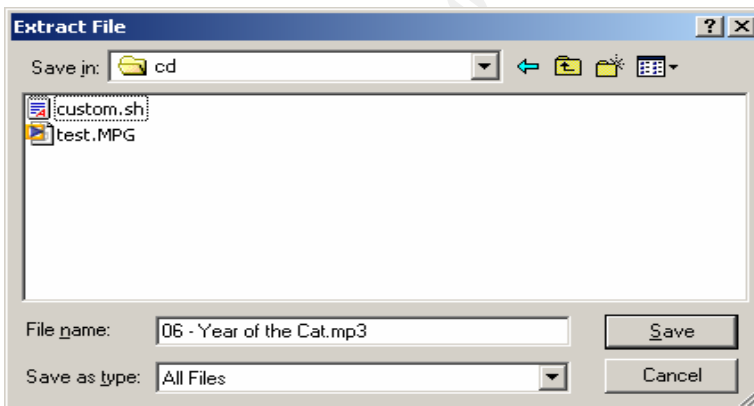 Extract File
Save in: cd
custom.sh
test.MPG
File name: 06 - Year of the Cat.mp3 Save
Save as type: All Files Cancel